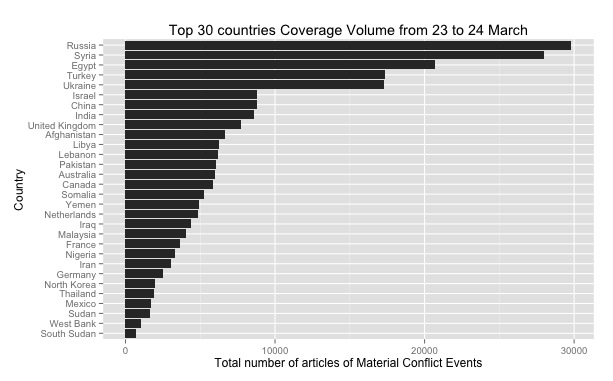 Top 30 countries Coverage Volume from 23 to 24 March
Country
Russia
Syria
Egypt
Turkey
Ukraine
Israel
China
India
United Kingdom
Afghanistan
Libya
Lebanon
Pakistan
Australia
Canada
Somalia
Yemen
Netherlands
Iraq
Malaysia
France
Nigeria
Iran
Germany
North Korea
Thailand
Mexico
Sudan
West Bank
South Sudan
0 10000 20000 30000
Total number of articles of Material Conflict Events